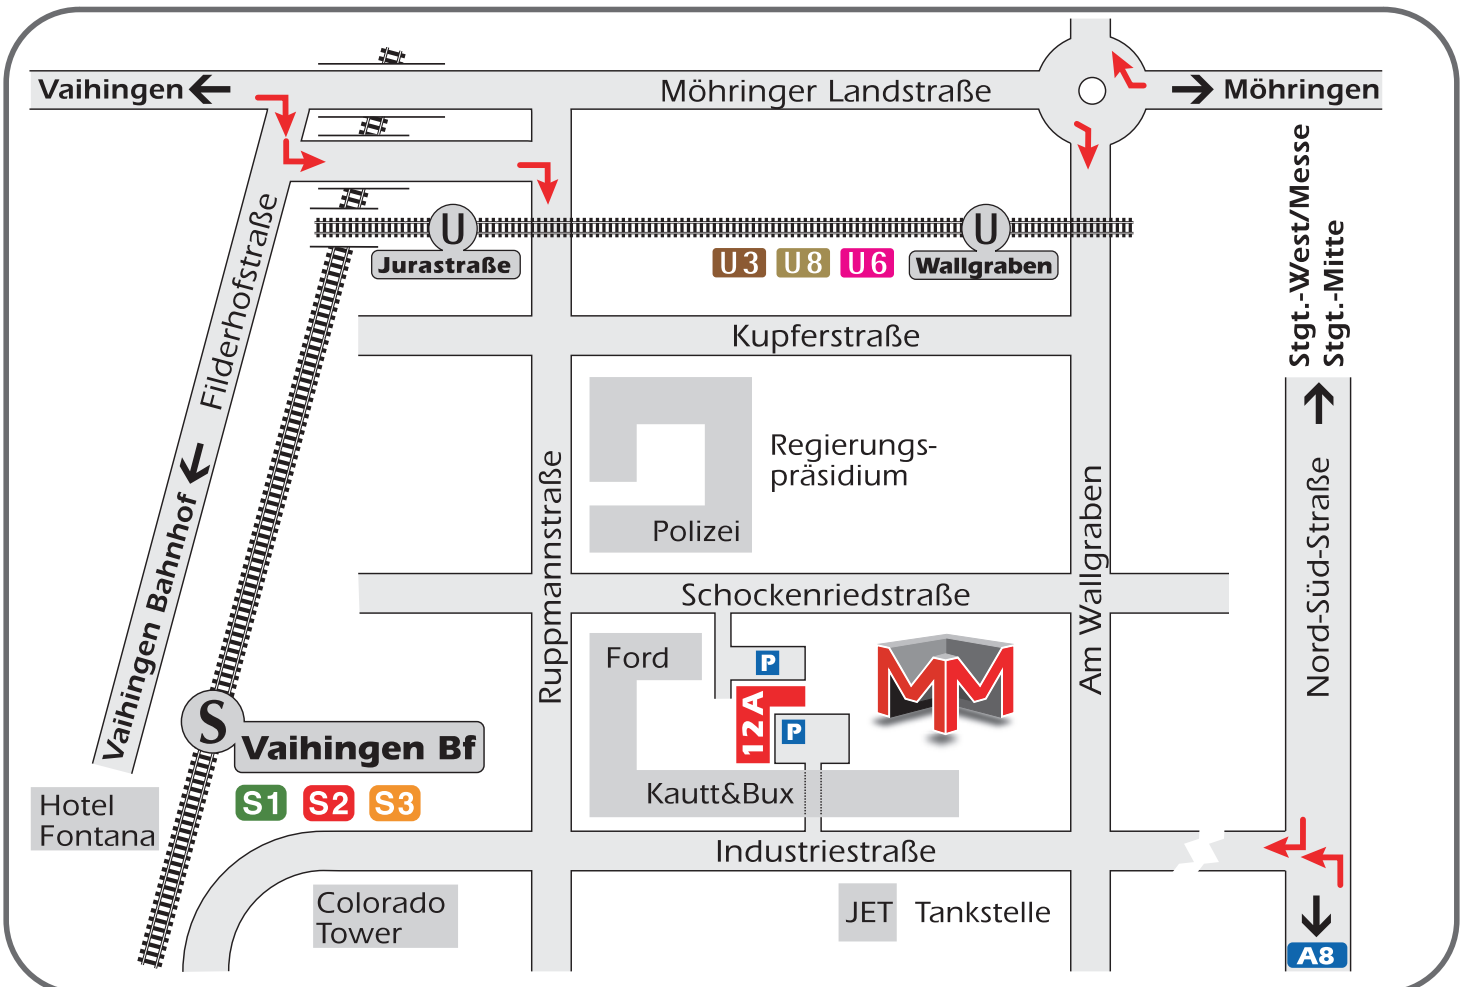 Vaihingen
Möhringer Landstraße
Möhringen
Stgt.-West/Messe
Stgt.-Mitte
Filderhofstraße
U
Jurastraße
U3
U8
U6
U
Wallgraben
Kupferstraße
Regierungs-
präsidium
Polizei
Ruppmannstraße
Am Wallgraben
Nord-Süd-Straße
Vaihingen Bahnhof
Schockenriedstraße
Ford
P
12A
P
MM
Kautt&Bux
S
Vaihingen Bf
S1
S2
S3
Hotel
Fontana
Industriestraße
Colorado
Tower
JET Tankstelle
A8